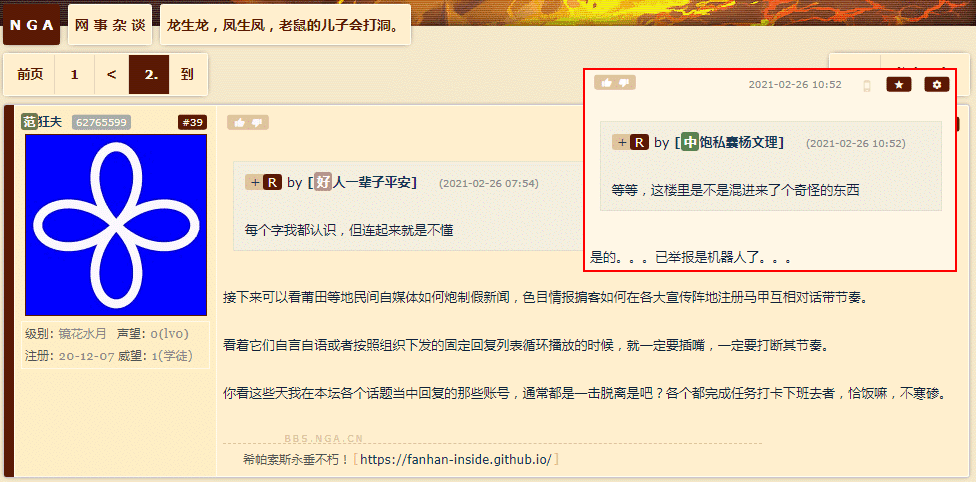 NGA 网事杂谈 龙生龙，凤生凤，老鼠的儿子会打洞。
前页 1 < 2. 到
范狂夫 62765599 #39
级别: 镜花水月 声望: 0(lv0)
注册: 20-12-07 威望: 1(学徒)
+ R by [好人一辈子平安] (2021-02-26 07:54)
每个字我都认识，但连起来就是不懂
2021-02-26 10:52
+ R by [中饱私囊杨文理] (2021-02-26 10:52)
等等，这楼里是不是混进来了个奇怪的东西
是的。。。已举报是机器人了。。。
接下来可以看莆田等地民间自媒体如何炮制假新闻，色目情报掮客如何在各大宣传阵地注册马甲互相对话带节奏。
看着它们自言自语或者按照组织下发的固定回复列表循环播放的时候，就一定要插嘴，一定要打断其节奏。
你看这些天我在本坛各个话题当中回复的那些账号，通常都是一击脱离是吧？各个都完成任务打卡下班去者，恰饭嘛，不寒碜。
BBS.NGA.CN
希帕索斯永垂不朽！[https://fanhan-inside.github.io/]